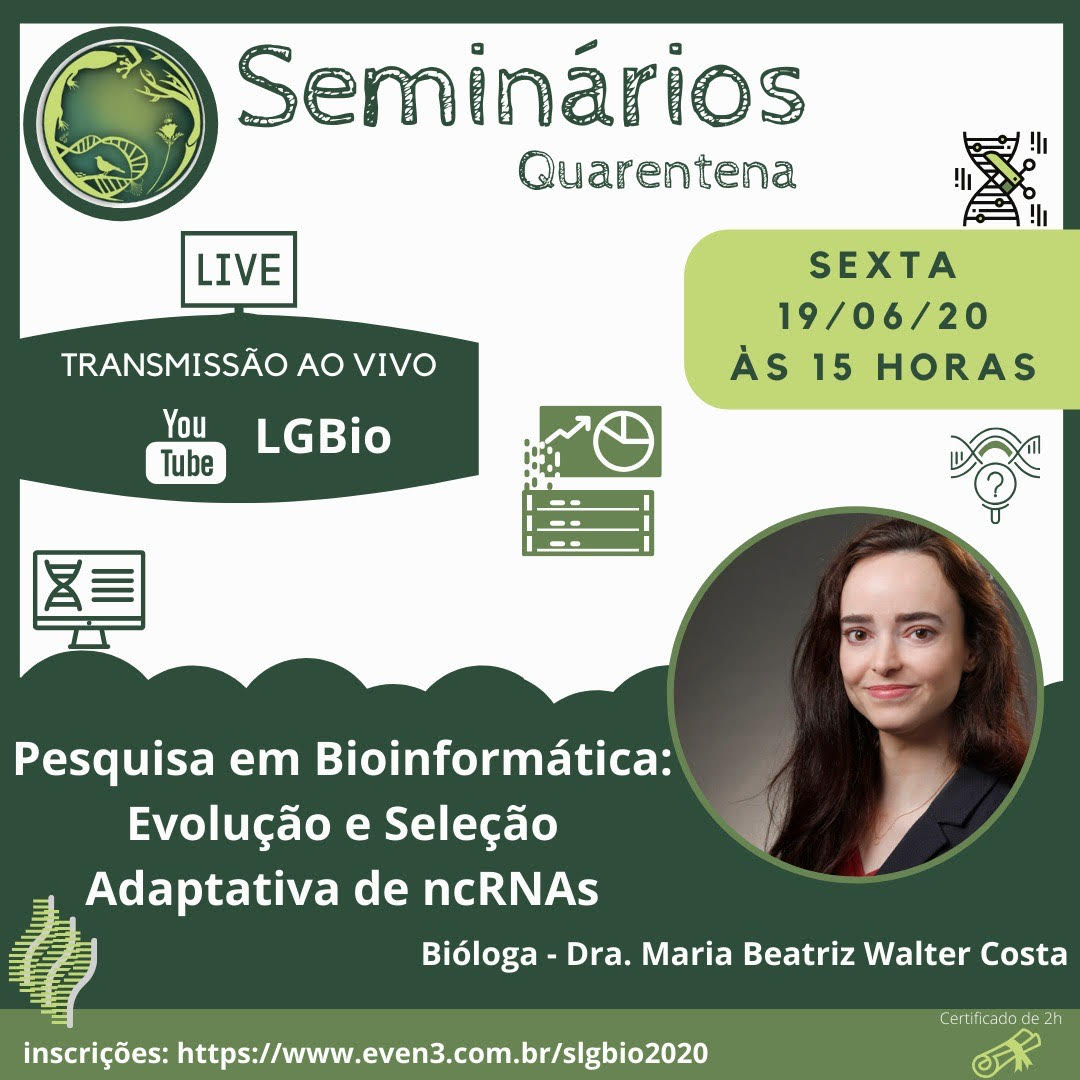 Seminários
Quarentena
LIVE
SEXTA
19/06/20
ÀS 15 HORAS
TRANSMISSÃO AO VIVO
You
Tube
LGBio
?
Pesquisa em Bioinformática:
Evolução e Seleção
Adaptativa de ncRNAs
Bióloga - Dra. Maria Beatriz Walter Costa
Certificado de 2h
inscrições: https://www.even3.com.br/slgbio2020